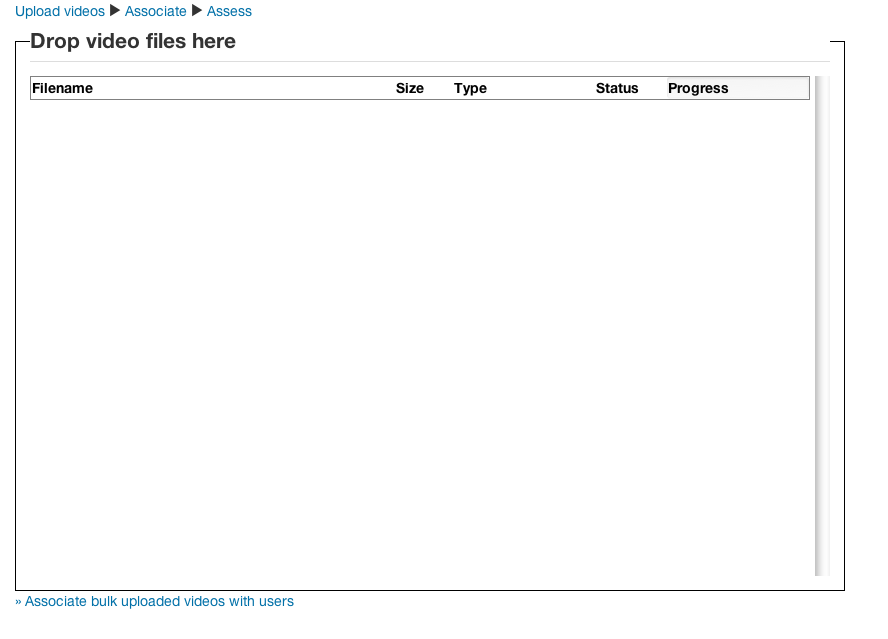 Upload videos ▶ Associate ▶ Assess
Drop video files here
Filename Size Type Status Progress
» Associate bulk uploaded videos with users